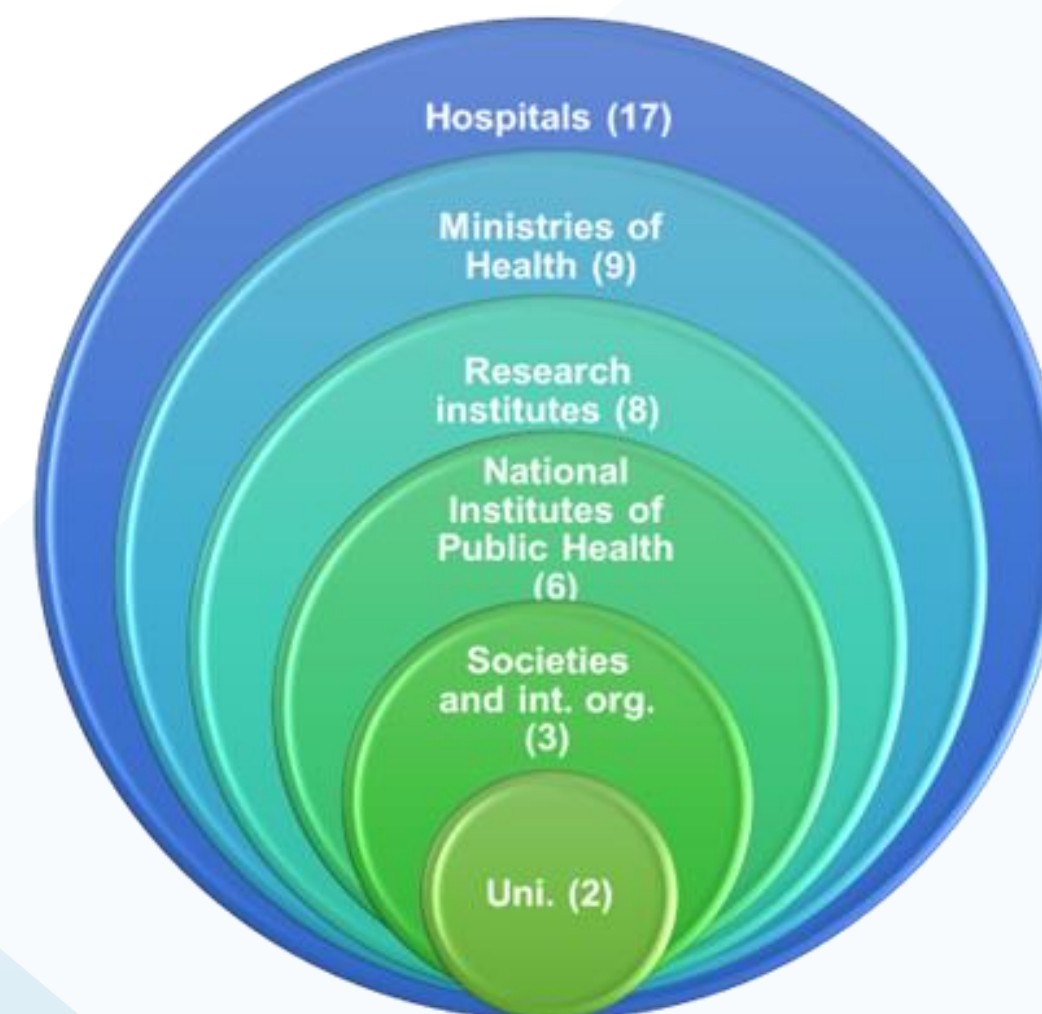 Hospitals (17)
Ministries of
Health (9)
Research
institutes (8)
National
Institutes of
Public Health
(6)
Societies
and int. org.
(3)
Uni. (2)